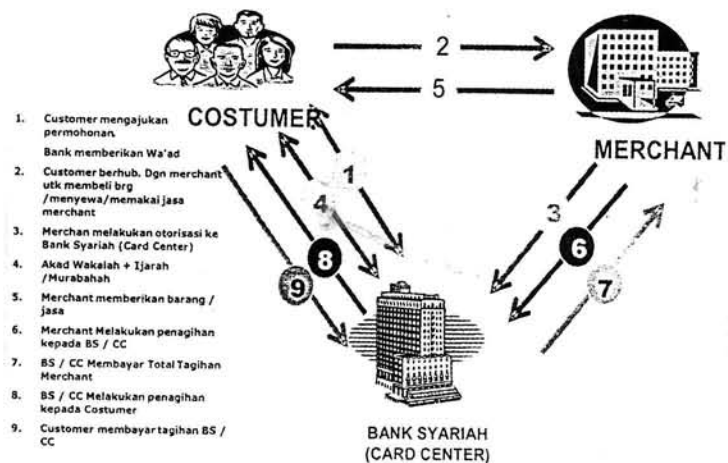 2
5
COSTUMER
MERCHANT
1. Customer mengajukan
permohonan.
Bank memberikan Wa'ad
2. Customer berhub. Dgn merchant
utk membeli brg
/menyewa/memakai jasa
merchant
3. Merchan melakukan otorisasi ke
Bank Syariah (Card Center)
4. Akad Wakalah + Ijarah
/Murabahah
5. Merchant memberikan barang /
jasa
6. Merchant Melakukan penagihan
kepada BS / CC
7. BS / CC Membayar Total Tagihan
Merchant
8. BS / CC Melakukan penagihan
kepada Costumer
9. Customer membayar tagihan BS /
CC
1
4
8
9
3
6
7
BANK SYARIAH
(CARD CENTER)